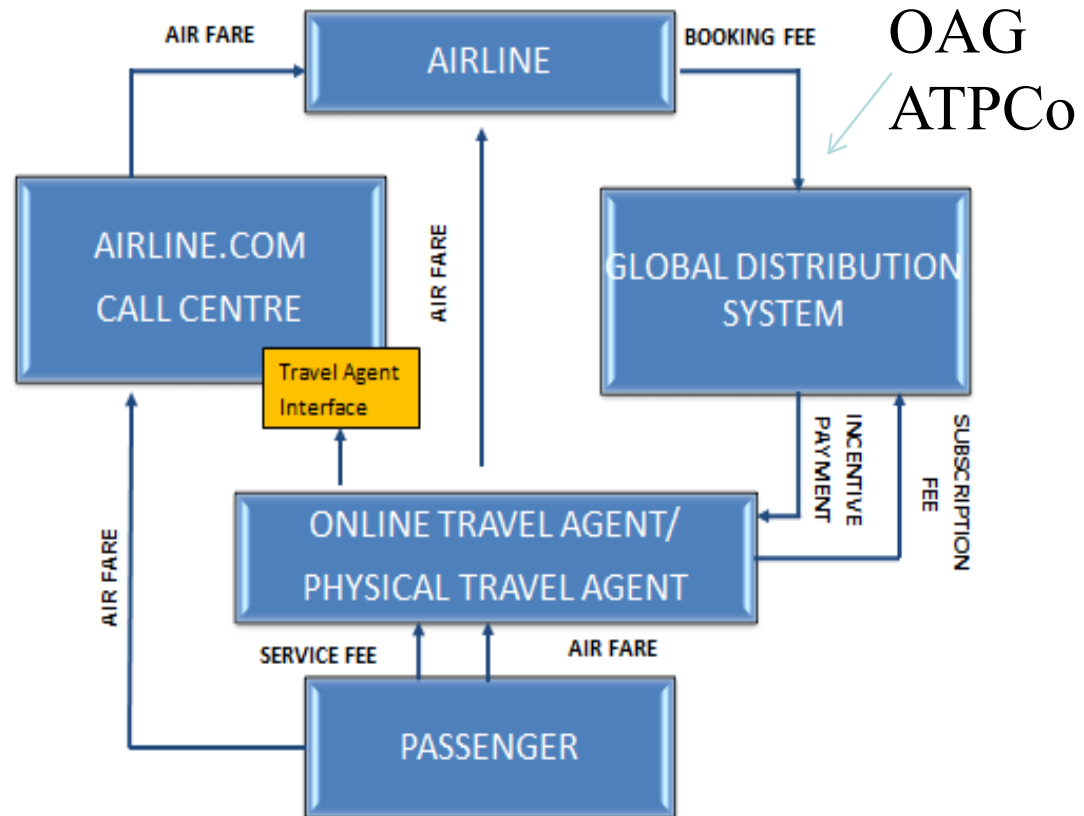 AIR FARE
AIRLINE
BOOKING FEE
OAG
ATPCo
AIRLINE.COM
CALL CENTRE
AIR FARE
GLOBAL DISTRIBUTION
SYSTEM
Travel Agent
Interface
INCENTIVE
PAYMENT
SUBSCRIPTION
FEE
ONLINE TRAVEL AGENT/
PHYSICAL TRAVEL AGENT
AIR FARE
SERVICE FEE
AIR FARE
PASSENGER